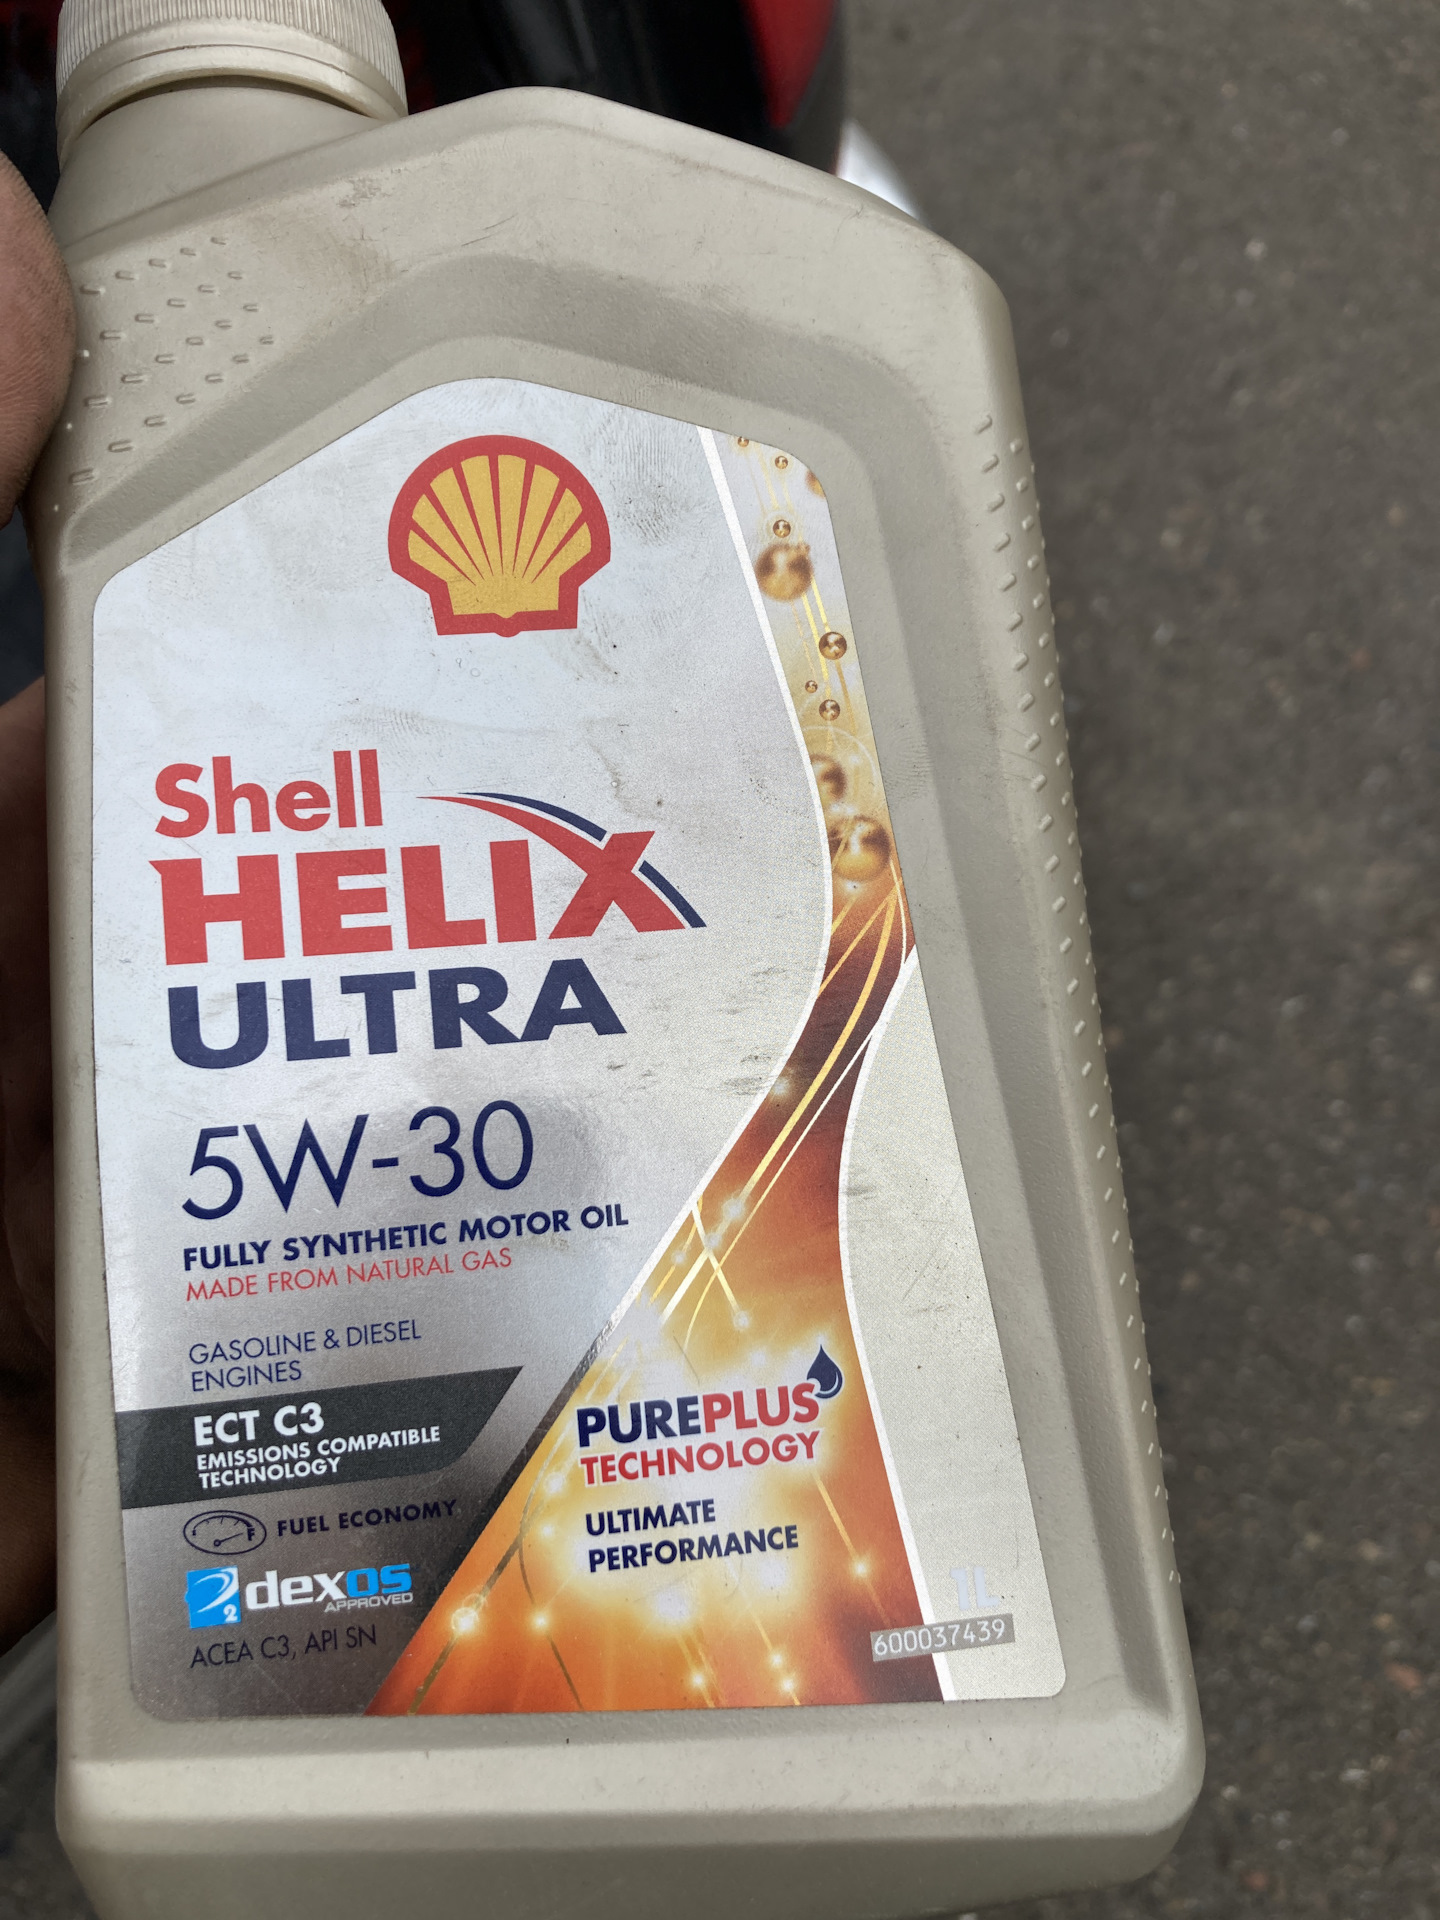 Shell
HELIX
ULTRA
5W-30
FULLY SYNTHETIC MOTOR OIL
MADE FROM NATURAL GAS
GASOLINE & DIESEL
ENGINES
ECT C3
EMISSIONS COMPATIBLE
TECHNOLOGY
F
FUEL ECONOMY
2
dexos
APPROVED
ACEA C3, API SN
PUREPLUS
TECHNOLOGY
ULTIMATE
PERFORMANCE
1L
600037439